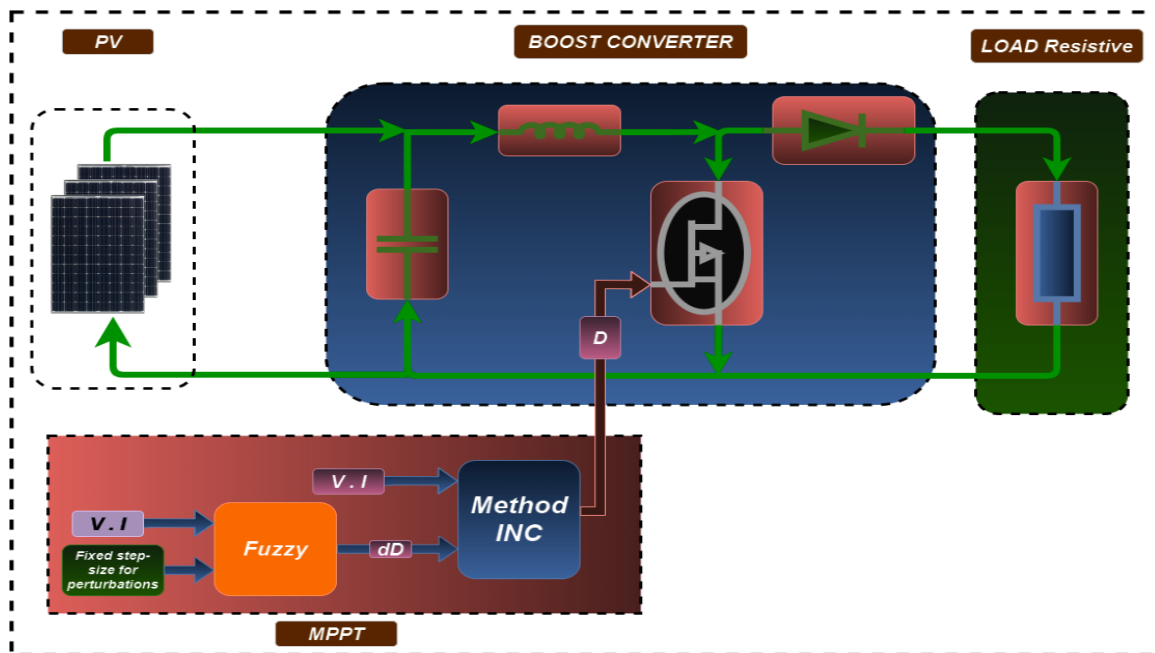 PV
BOOST CONVERTER
LOAD Resistive
D
V . I
Method
INC
V . I
Fuzzy
dD
Fixed step-
size for
perturbations
MPPT